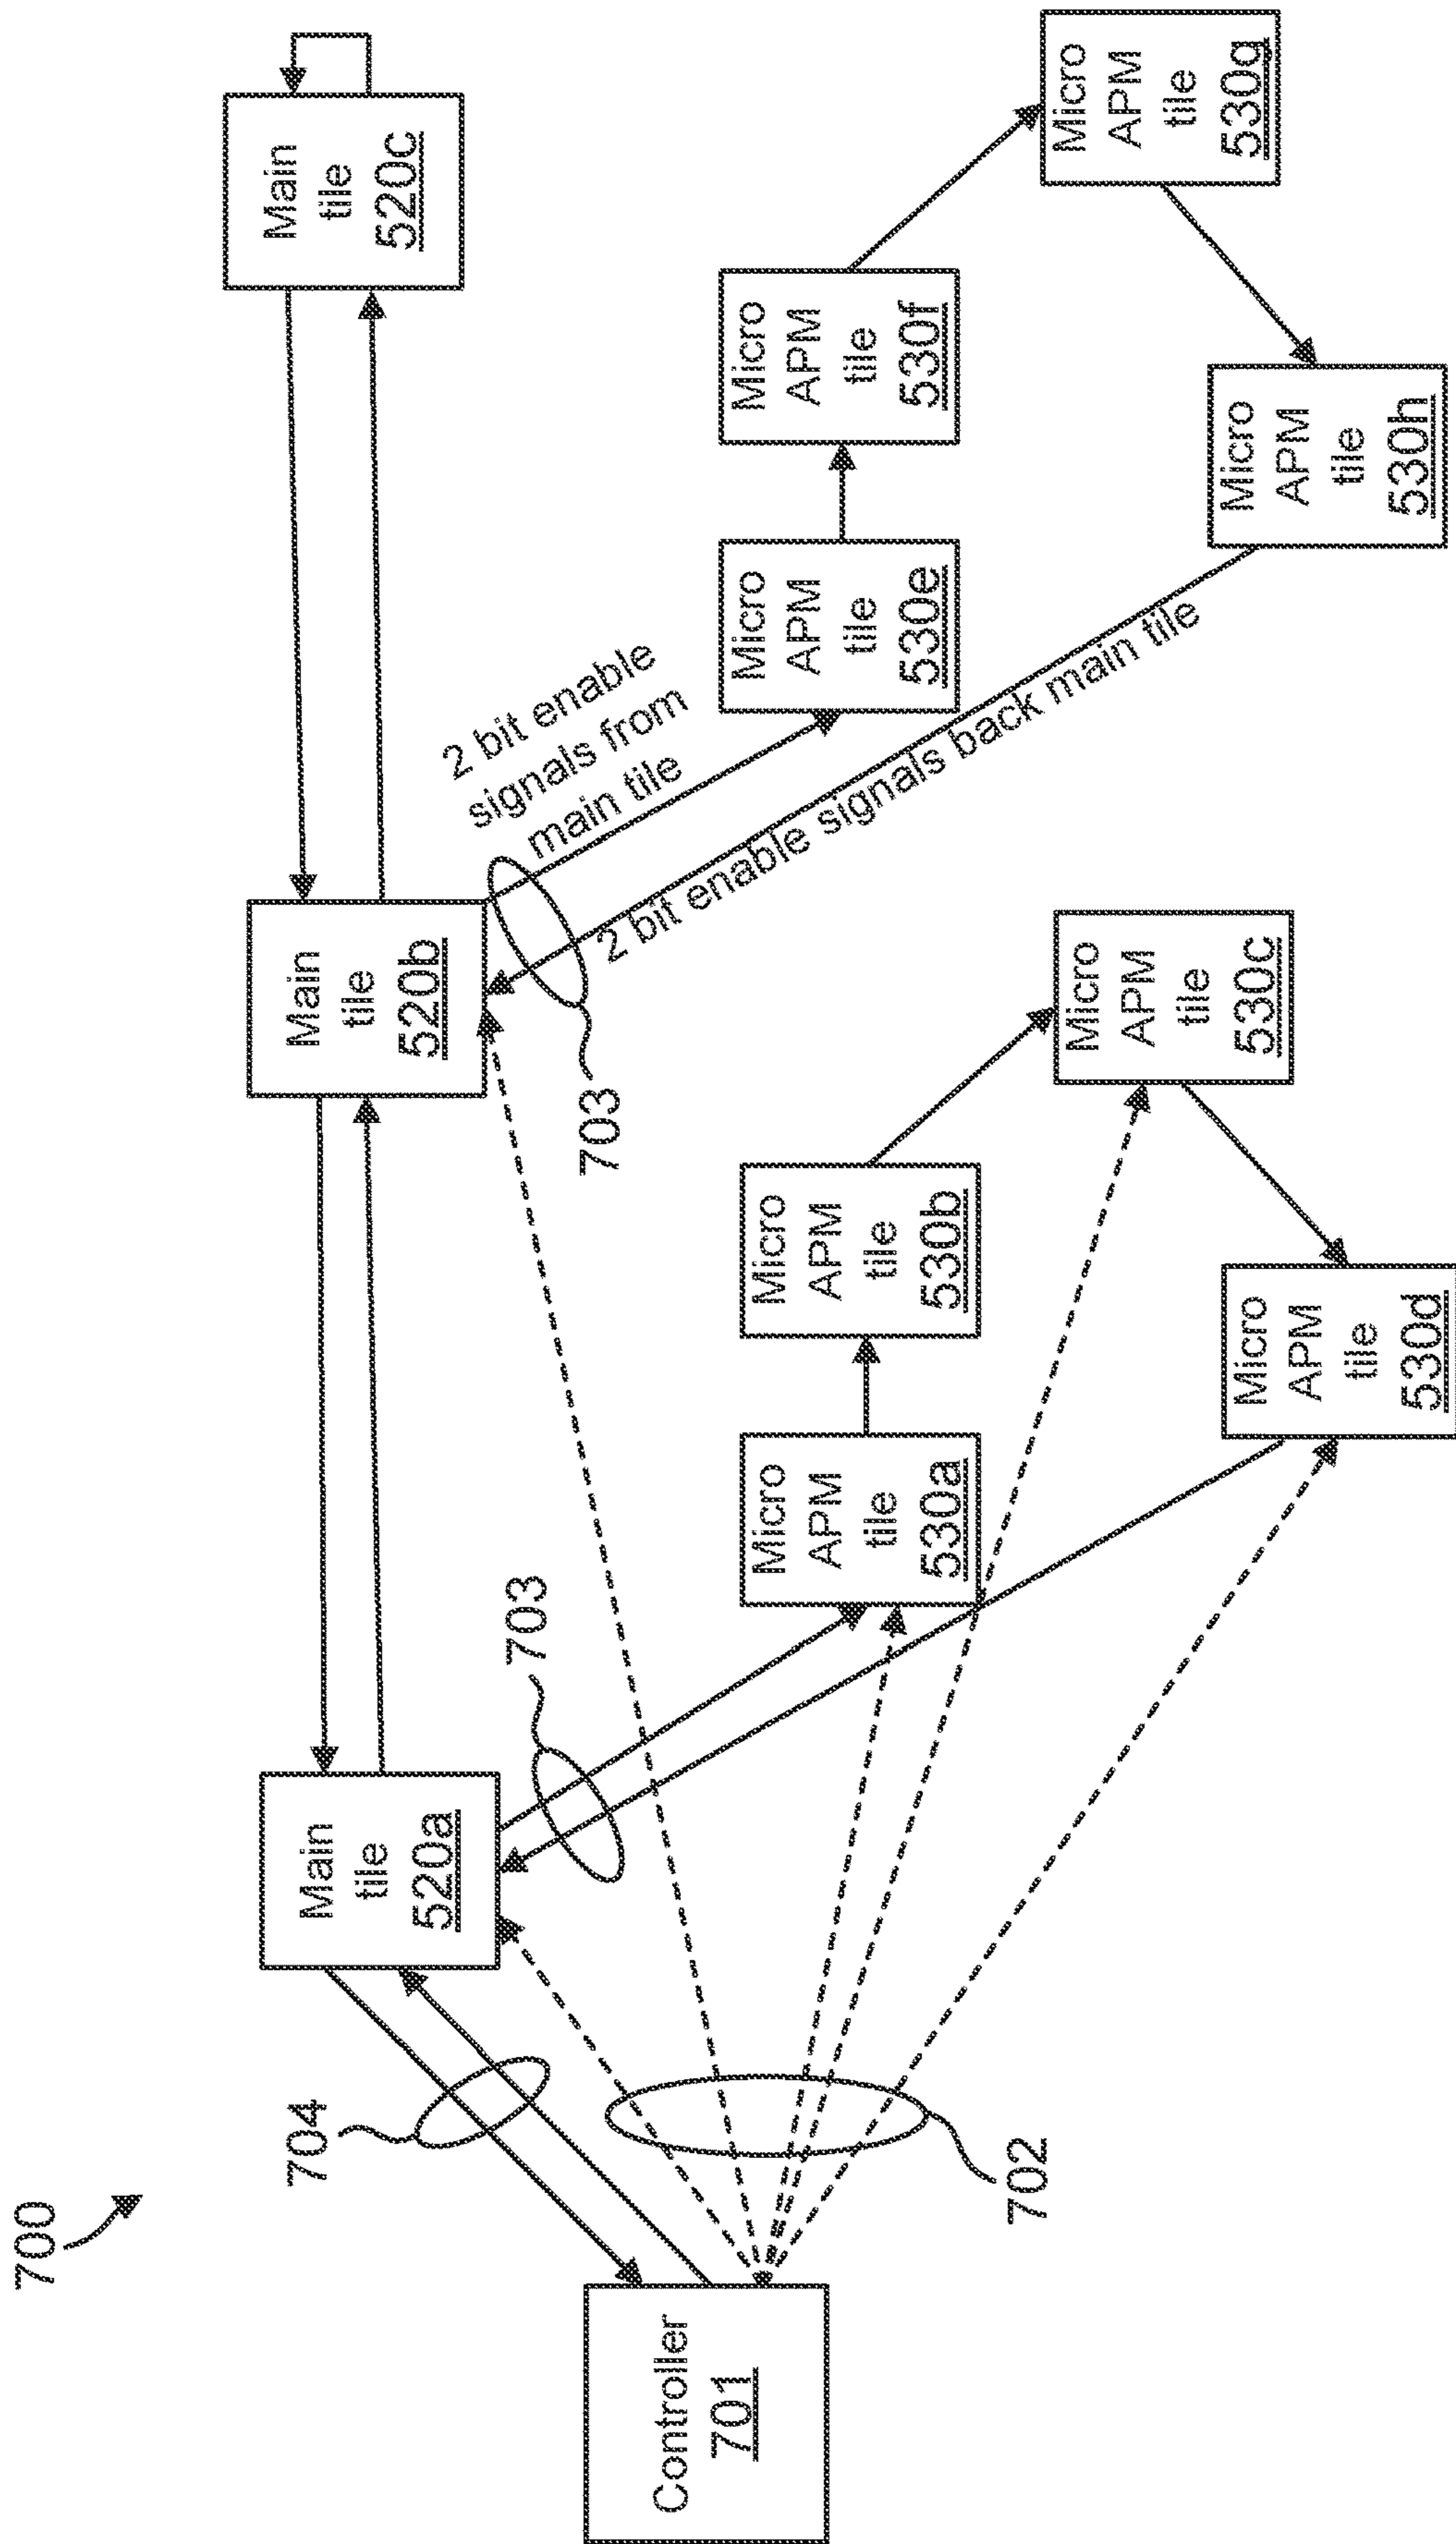 700
Controller
701
704
702
Main
tile
520a
703
Main
tile
520b
703
Main
tile
520c
2 bit enable
signals from
main tile
2 bit enable signals back main tile
Micro
APM
tile
530a
Micro
APM
tile
530b
Micro
APM
tile
530c
Micro
APM
tile
530d
Micro
APM
tile
530e
Micro
APM
tile
530f
Micro
APM
tile
530g
Micro
APM
tile
530h